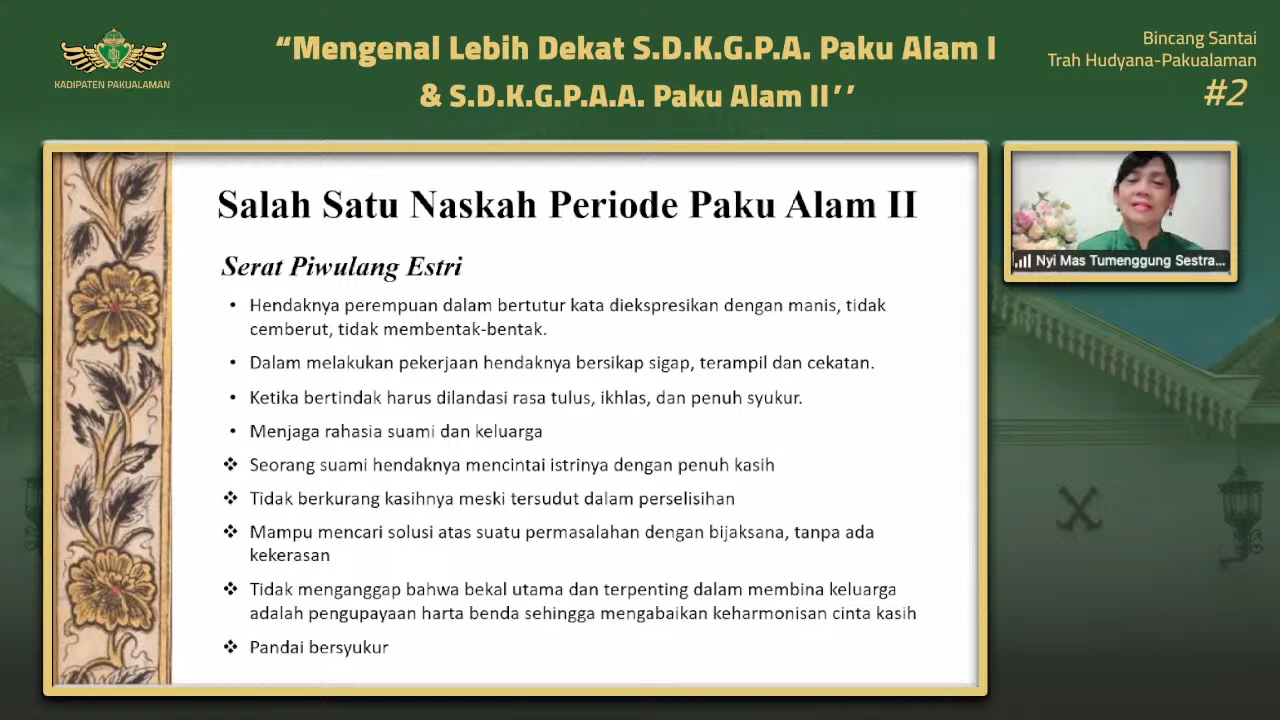 KADIPATEN PAKUALAMAN
“Mengenal Lebih Dekat S.D.K.G.P.A. Paku Alam I
& S.D.K.G.P.A.A. Paku Alam II’’
Bincang Santai
Trah Hudyana-Pakualaman
#2
Salah Satu Naskah Periode Paku Alam II
Serat Piwulang Estri
• Hendaknya perempuan dalam bertutur kata diekspresikan dengan manis, tidak
cemberut, tidak membentak-bentak.
• Dalam melakukan pekerjaan hendaknya bersikap sigap, terampil dan cekatan.
• Ketika bertindak harus dilandasi rasa tulus, ikhlas, dan penuh syukur.
• Menjaga rahasia suami dan keluarga
❖ Seorang suami hendaknya mencintai istrinya dengan penuh kasih
❖ Tidak berkurang kasihnya meski tersudut dalam perselisihan
❖ Mampu mencari solusi atas suatu permasalahan dengan bijaksana, tanpa ada
kekerasan
❖ Tidak menganggap bahwa bekal utama dan terpenting dalam membina keluarga
adalah pengupayaan harta benda sehingga mengabaikan keharmonisan cinta kasih
❖ Pandai bersyukur
Nyi Mas Tumenggung Sestra...